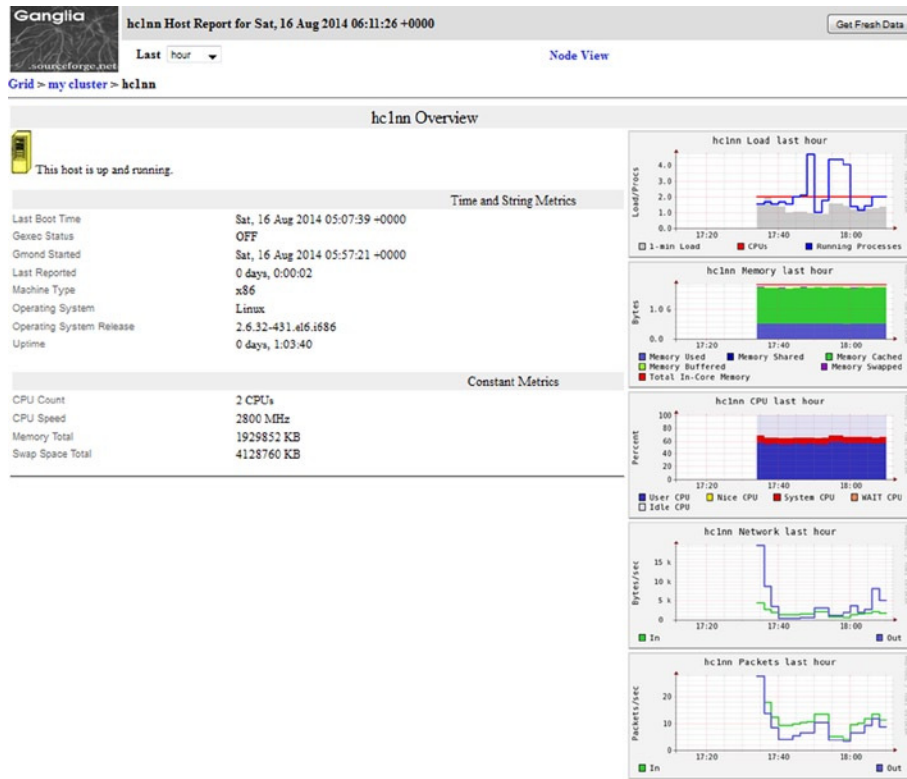 Ganglia
.sourceforge.net
hc1nn Host Report for Sat, 16 Aug 2014 06:11:26 +0000
Get Fresh Data
Last hour
Node View
Grid > my cluster > hc1nn
hc1nn Overview
This host is up and running.
Time and String Metrics
Last Boot Time Sat, 16 Aug 2014 05:07:39 +0000
Gexec Status OFF
Gmond Started Sat, 16 Aug 2014 05:57:21 +0000
Last Reported 0 days, 0:00:02
Machine Type x86
Operating System Linux
Operating System Release 2.6.32-431.el6.i686
Uptime 0 days, 1:03:40
Constant Metrics
CPU Count 2 CPUs
CPU Speed 2800 MHz
Memory Total 1929852 KB
Swap Space Total 4128760 KB
hc1nn Load last hour
Load/Procs
4.0
3.0
2.0
1.0
0.0
17:20 17:40 18:00
1-min Load CPUs Running Processes
hc1nn Memory last hour
Bytes
1.0 G
0.0
17:20 17:40 18:00
Memory Used Memory Shared Memory Cached
Memory Buffered Memory Swapped
Total In-Core Memory
hc1nn CPU last hour
Percent
100
80
60
40
20
0
17:20 17:40 18:00
User CPU Nice CPU System CPU WAIT CPU
Idle CPU
hc1nn Network last hour
Bytes/sec
15 k
10 k
5 k
0
17:20 17:40 18:00
In Out
hc1nn Packets last hour
Packets/sec
20
10
0
17:20 17:40 18:00
In Out